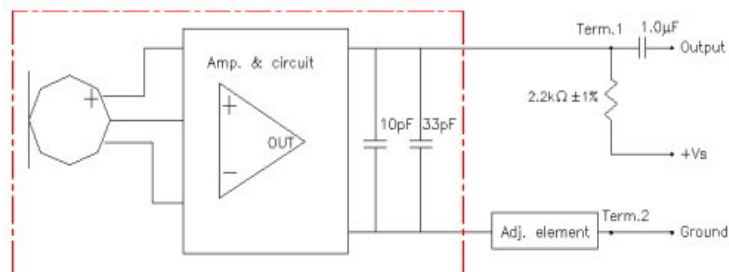 Term.1
1.0μF
Output
Amp. & circuit
+
+
2.2kΩ ±1%
10pF
33pF
OUT
−
+Vs
Term.2
Adj. element
Ground